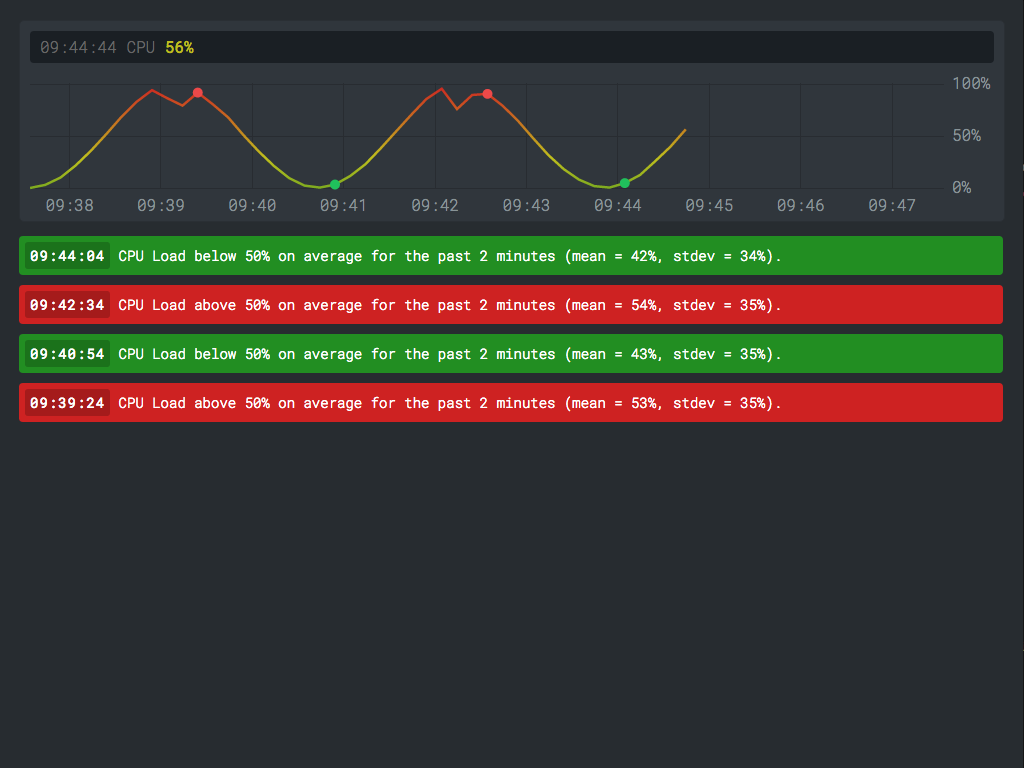 09:44:44 CPU 56%
100%
50%
0%
09:38 09:39 09:40 09:41 09:42 09:43 09:44 09:45 09:46 09:47
09:44:04 CPU Load below 50% on average for the past 2 minutes (mean = 42%, stdev = 34%).
09:42:34 CPU Load above 50% on average for the past 2 minutes (mean = 54%, stdev = 35%).
09:40:54 CPU Load below 50% on average for the past 2 minutes (mean = 43%, stdev = 35%).
09:39:24 CPU Load above 50% on average for the past 2 minutes (mean = 53%, stdev = 35%).